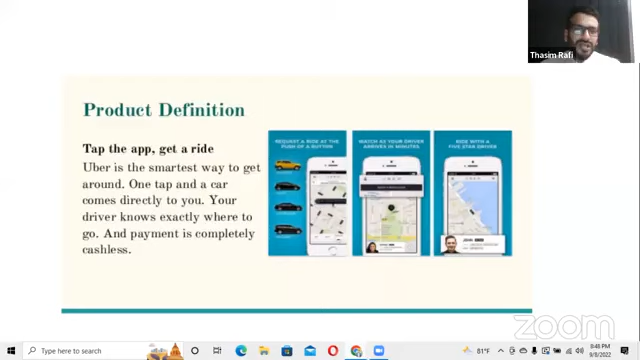 Thasim Rafi
Product Definition
Tap the app, get a ride
Uber is the smartest way to get
around. One tap and a car
comes directly to you. Your
driver knows exactly where to
go. And payment is completely
cashless.
REQUEST A RIDE AT THE
PUSH OF A BUTTON
WATCH AS YOUR DRIVER
ARRIVES IN MINUTES
RIDE WITH A
FIVE STAR DRIVER
zoom
Type here to search
81°F
9:48 PM
9/8/2022